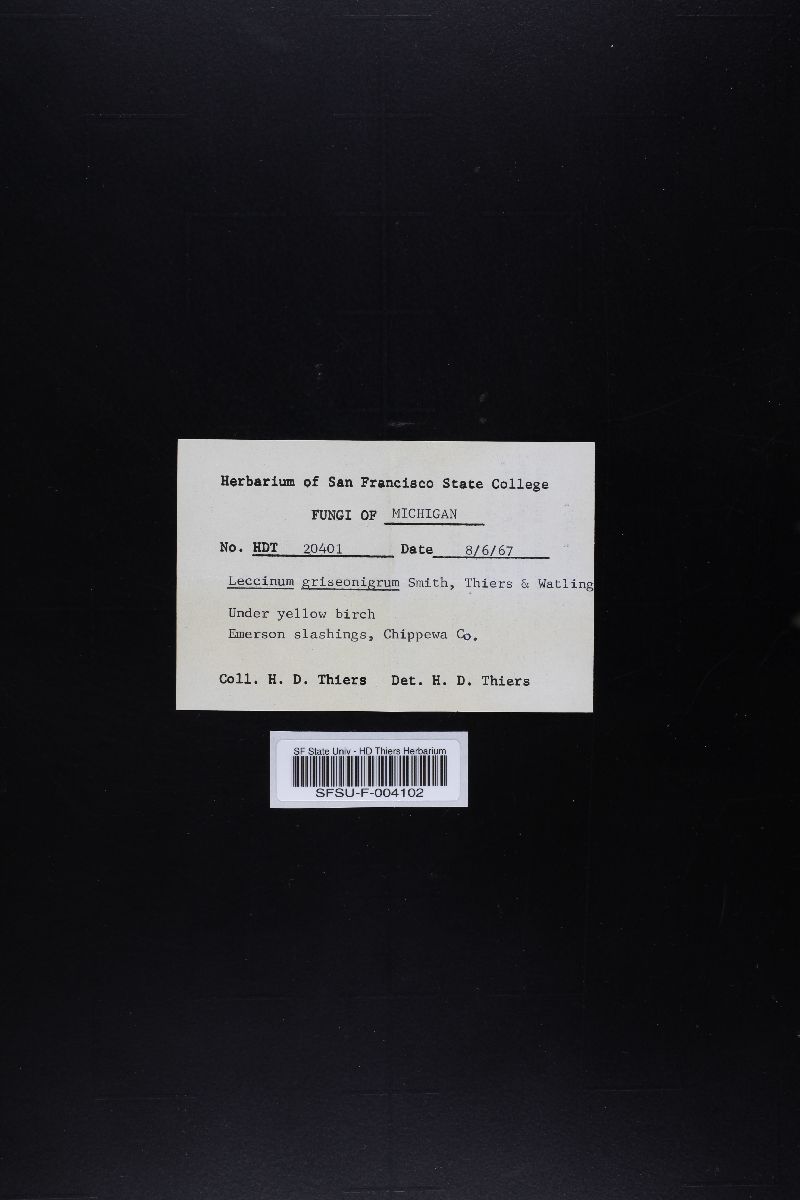 Herbarium of San Francisco State College
FUNGI OF MICHIGAN
No. HDT 20401 Date 8/6/67
Leccinum griseonigrum Smith, Thiers & Watling
Under yellow birch
Emerson slashings, Chippewa Co.
Coll. H. D. Thiers Det. H. D. Thiers
SF State Univ - HD Thiers Herbarium
SFSU-F-004102